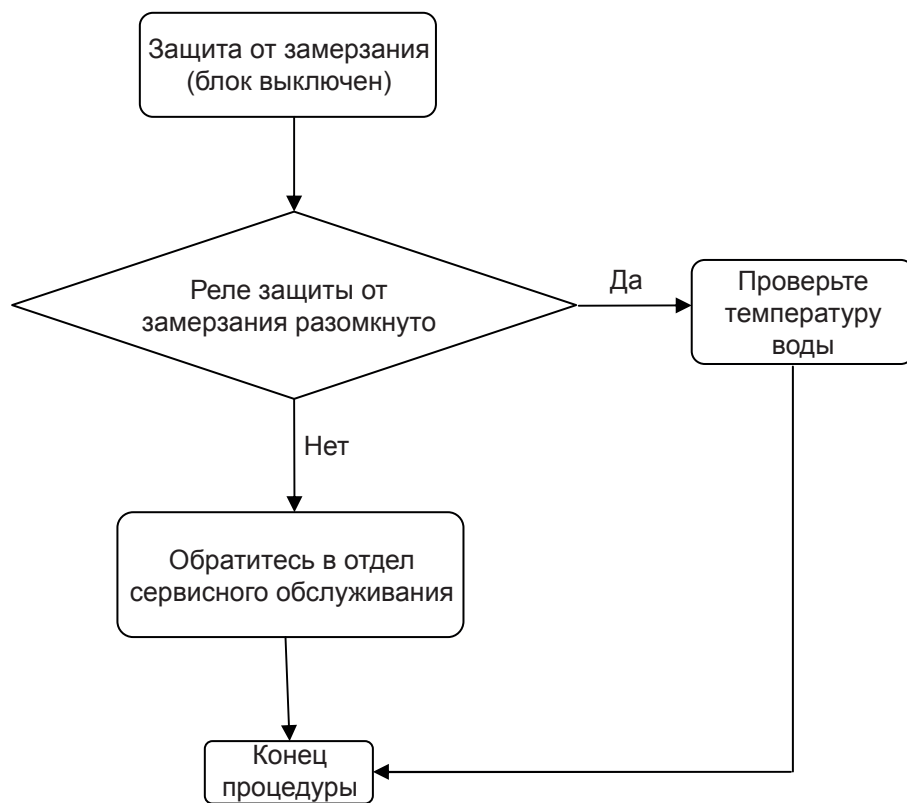 Защита от замерзания
(блок выключен)
Реле защиты от
замерзания разомкнуто
Да
Проверьте
температуру
воды
Нет
Обратитесь в отдел
сервисного обслуживания
Конец
процедуры